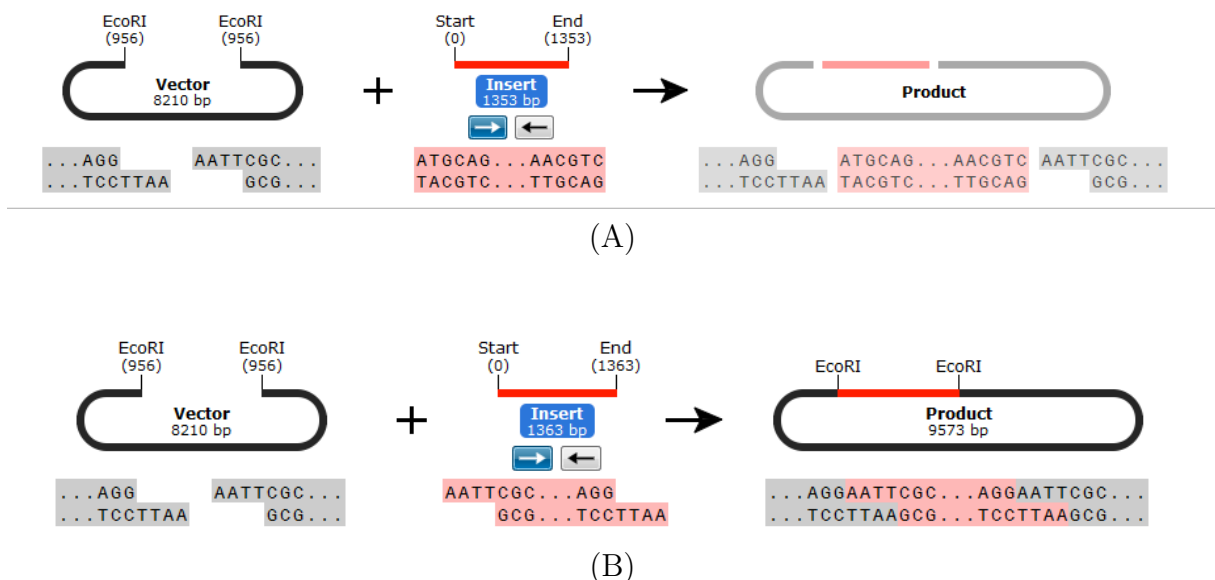 EcoRI EcoRI Start End
(956) (956) (0) (1353)
Vector
8210 bp
+
Insert
1353 bp
Product
...AGG AATTCGC... ATGCAG...AACGTC ...AGG ATGCAG...AACGTC AATTCGC...
...TCCTTAA GCG... TACGTC...TTGCAG ...TCCTTAA TACGTC...TTGCAG GCG...
(A)
EcoRI EcoRI Start End EcoRI EcoRI
(956) (956) (0) (1363)
Vector
8210 bp
+
Insert
1363 bp
Product
9573 bp
...AGG AATTCGC... AATTCGC...AGG ...AGGAATTCGC...AGGAATTCGC...
...TCCTTAA GCG... GCG...TCCTTAA ...TCCTTAAGCG...TCCTTAAGCG...
(B)